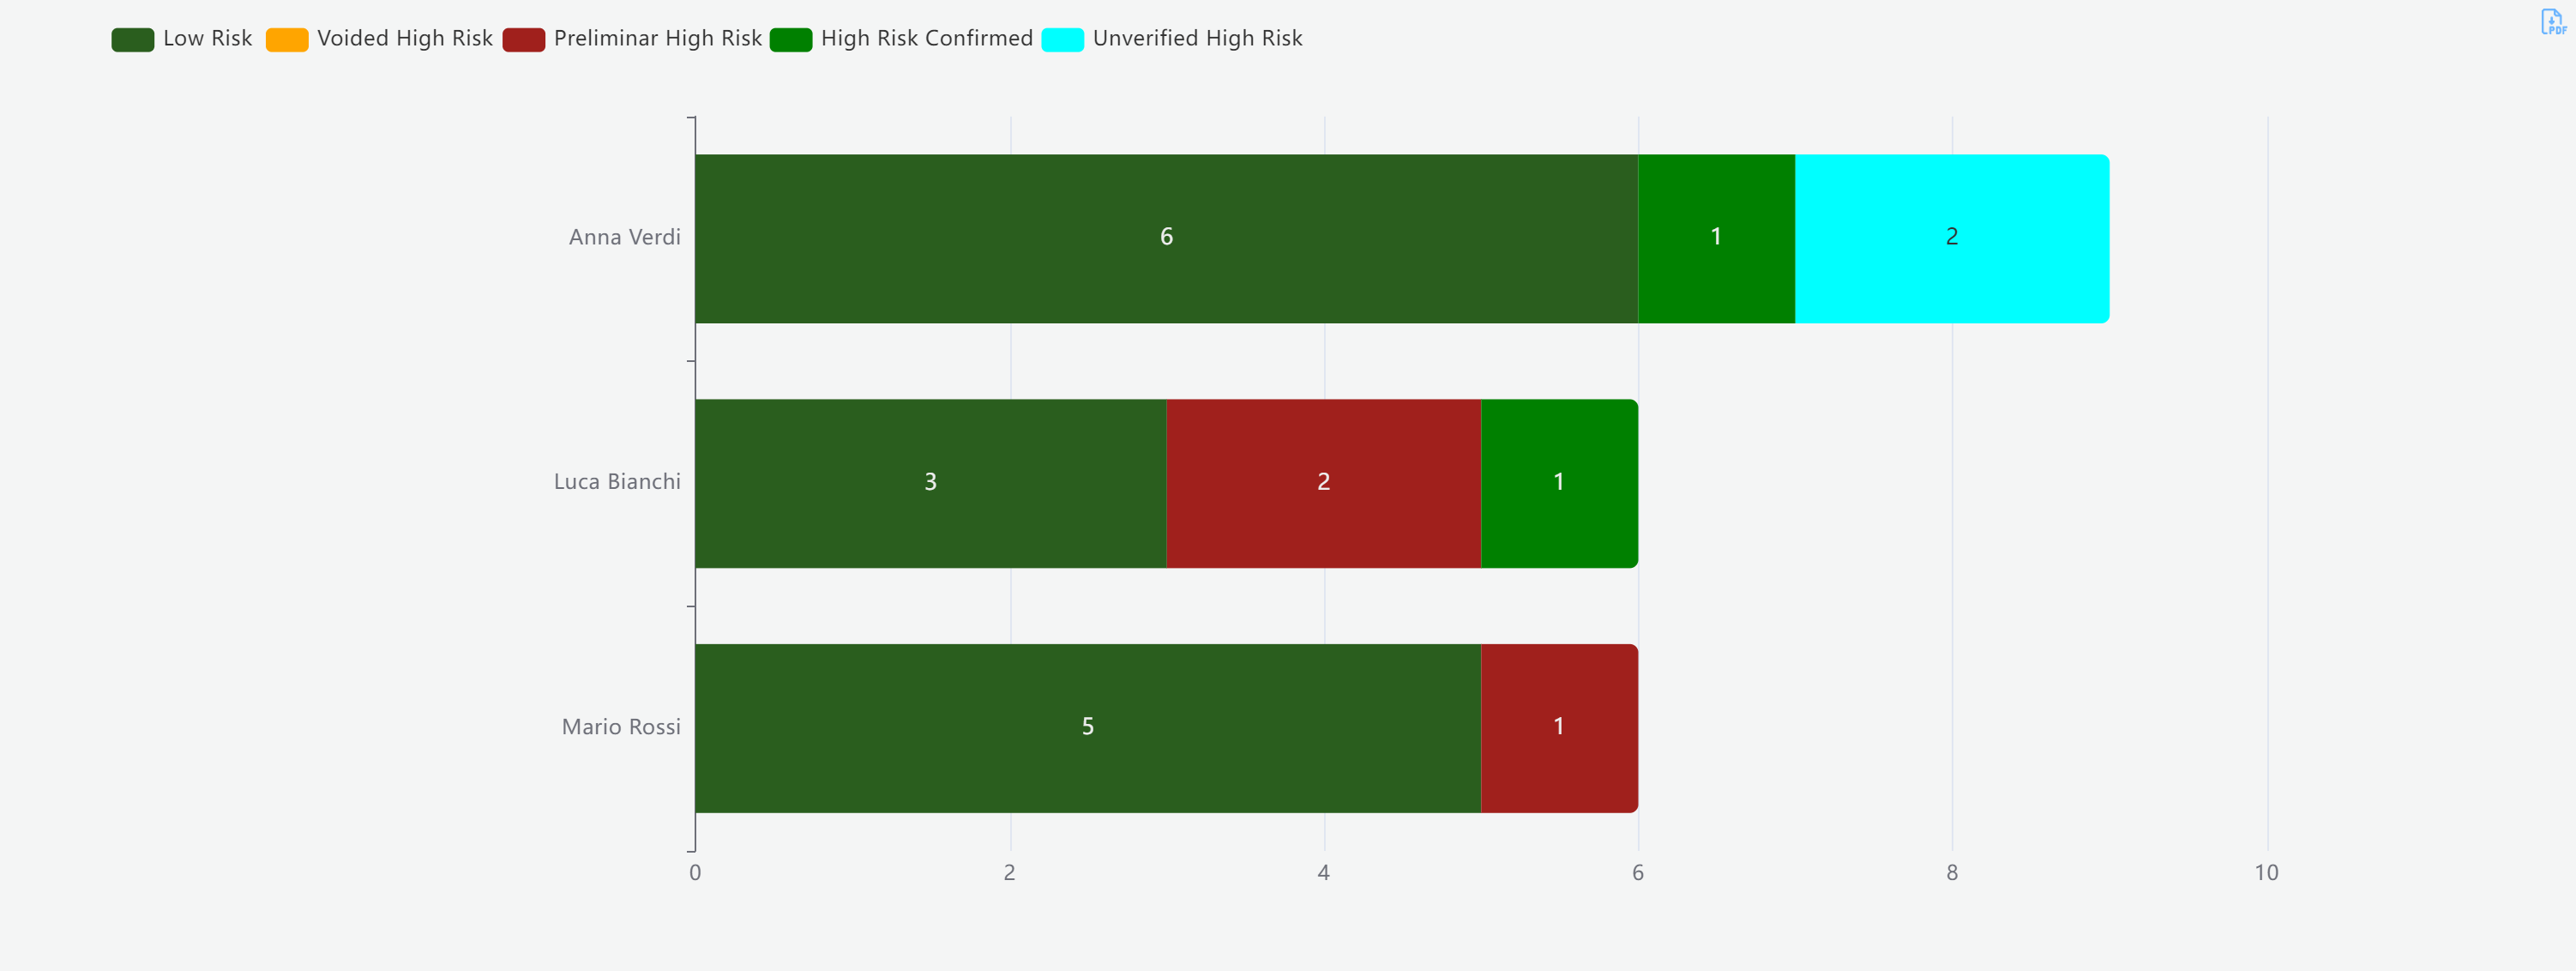 Low Risk Voided High Risk Preliminar High Risk High Risk Confirmed Unverified High Risk
PDF
Anna Verdi 6 1 2
Luca Bianchi 3 2 1
Mario Rossi 5 1
0 2 4 6 8 10